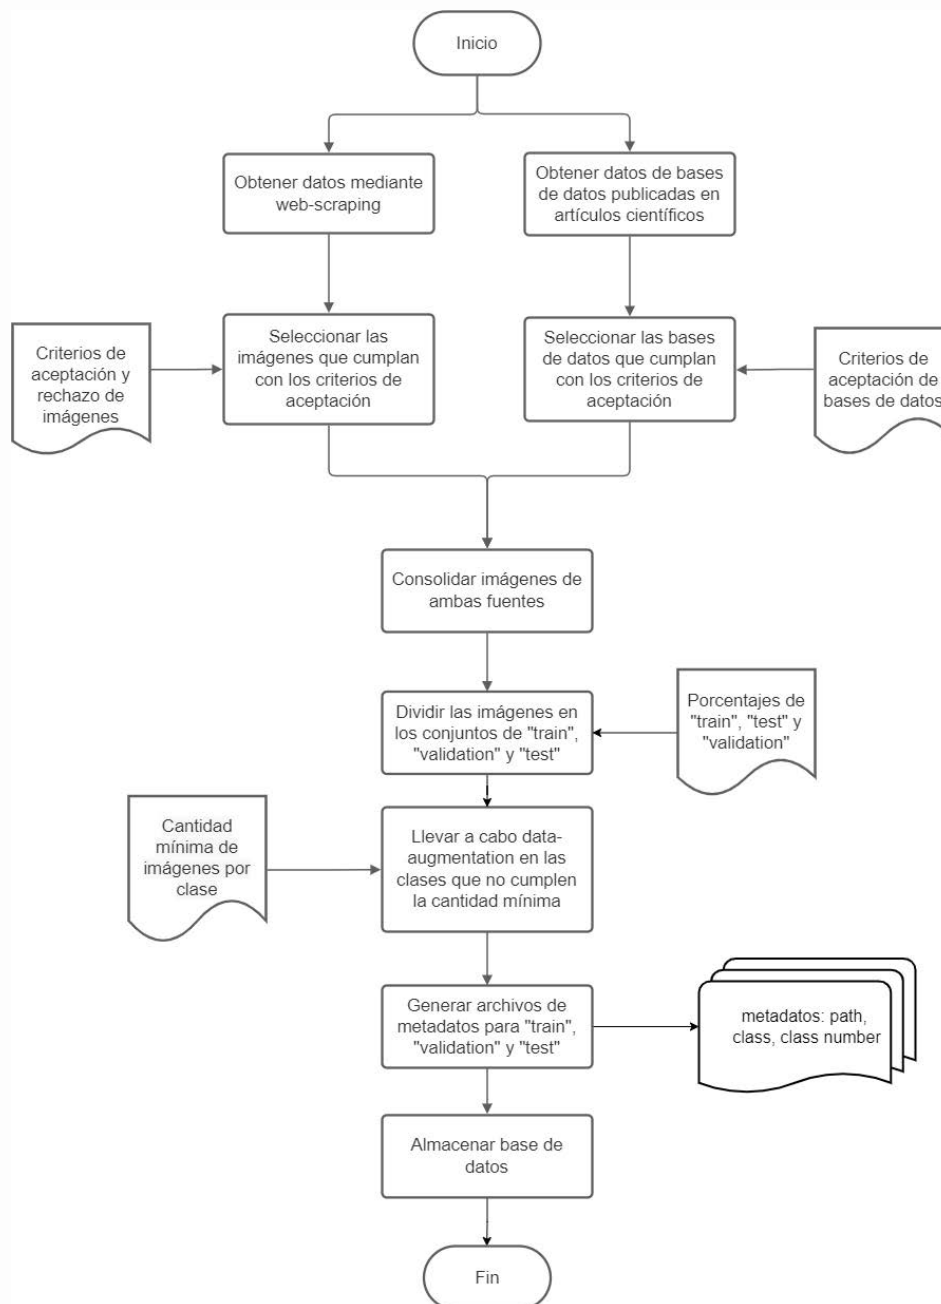 Inicio
Obtener datos mediante
web-scraping
Obtener datos de bases
de datos publicadas en
artículos científicos
Criterios de
aceptación y
rechazo de
imágenes
Seleccionar las
imágenes que cumplan
con los criterios de
aceptación
Seleccionar las bases
de datos que cumplan
con los criterios de
aceptación
Criterios de
aceptación de
bases de datos
Consolidar imágenes de
ambas fuentes
Dividir las imágenes en
los conjuntos de "train",
"validation" y "test"
Porcentajes de
"train", "test" y
"validation"
Cantidad
mínima de
imágenes por
clase
Llevar a cabo data-
augmentation en las
clases que no cumplen
la cantidad mínima
Generar archivos de
metadatos para "train",
"validation" y "test"
metadatos: path,
class, class number
Almacenar base de
datos
Fin